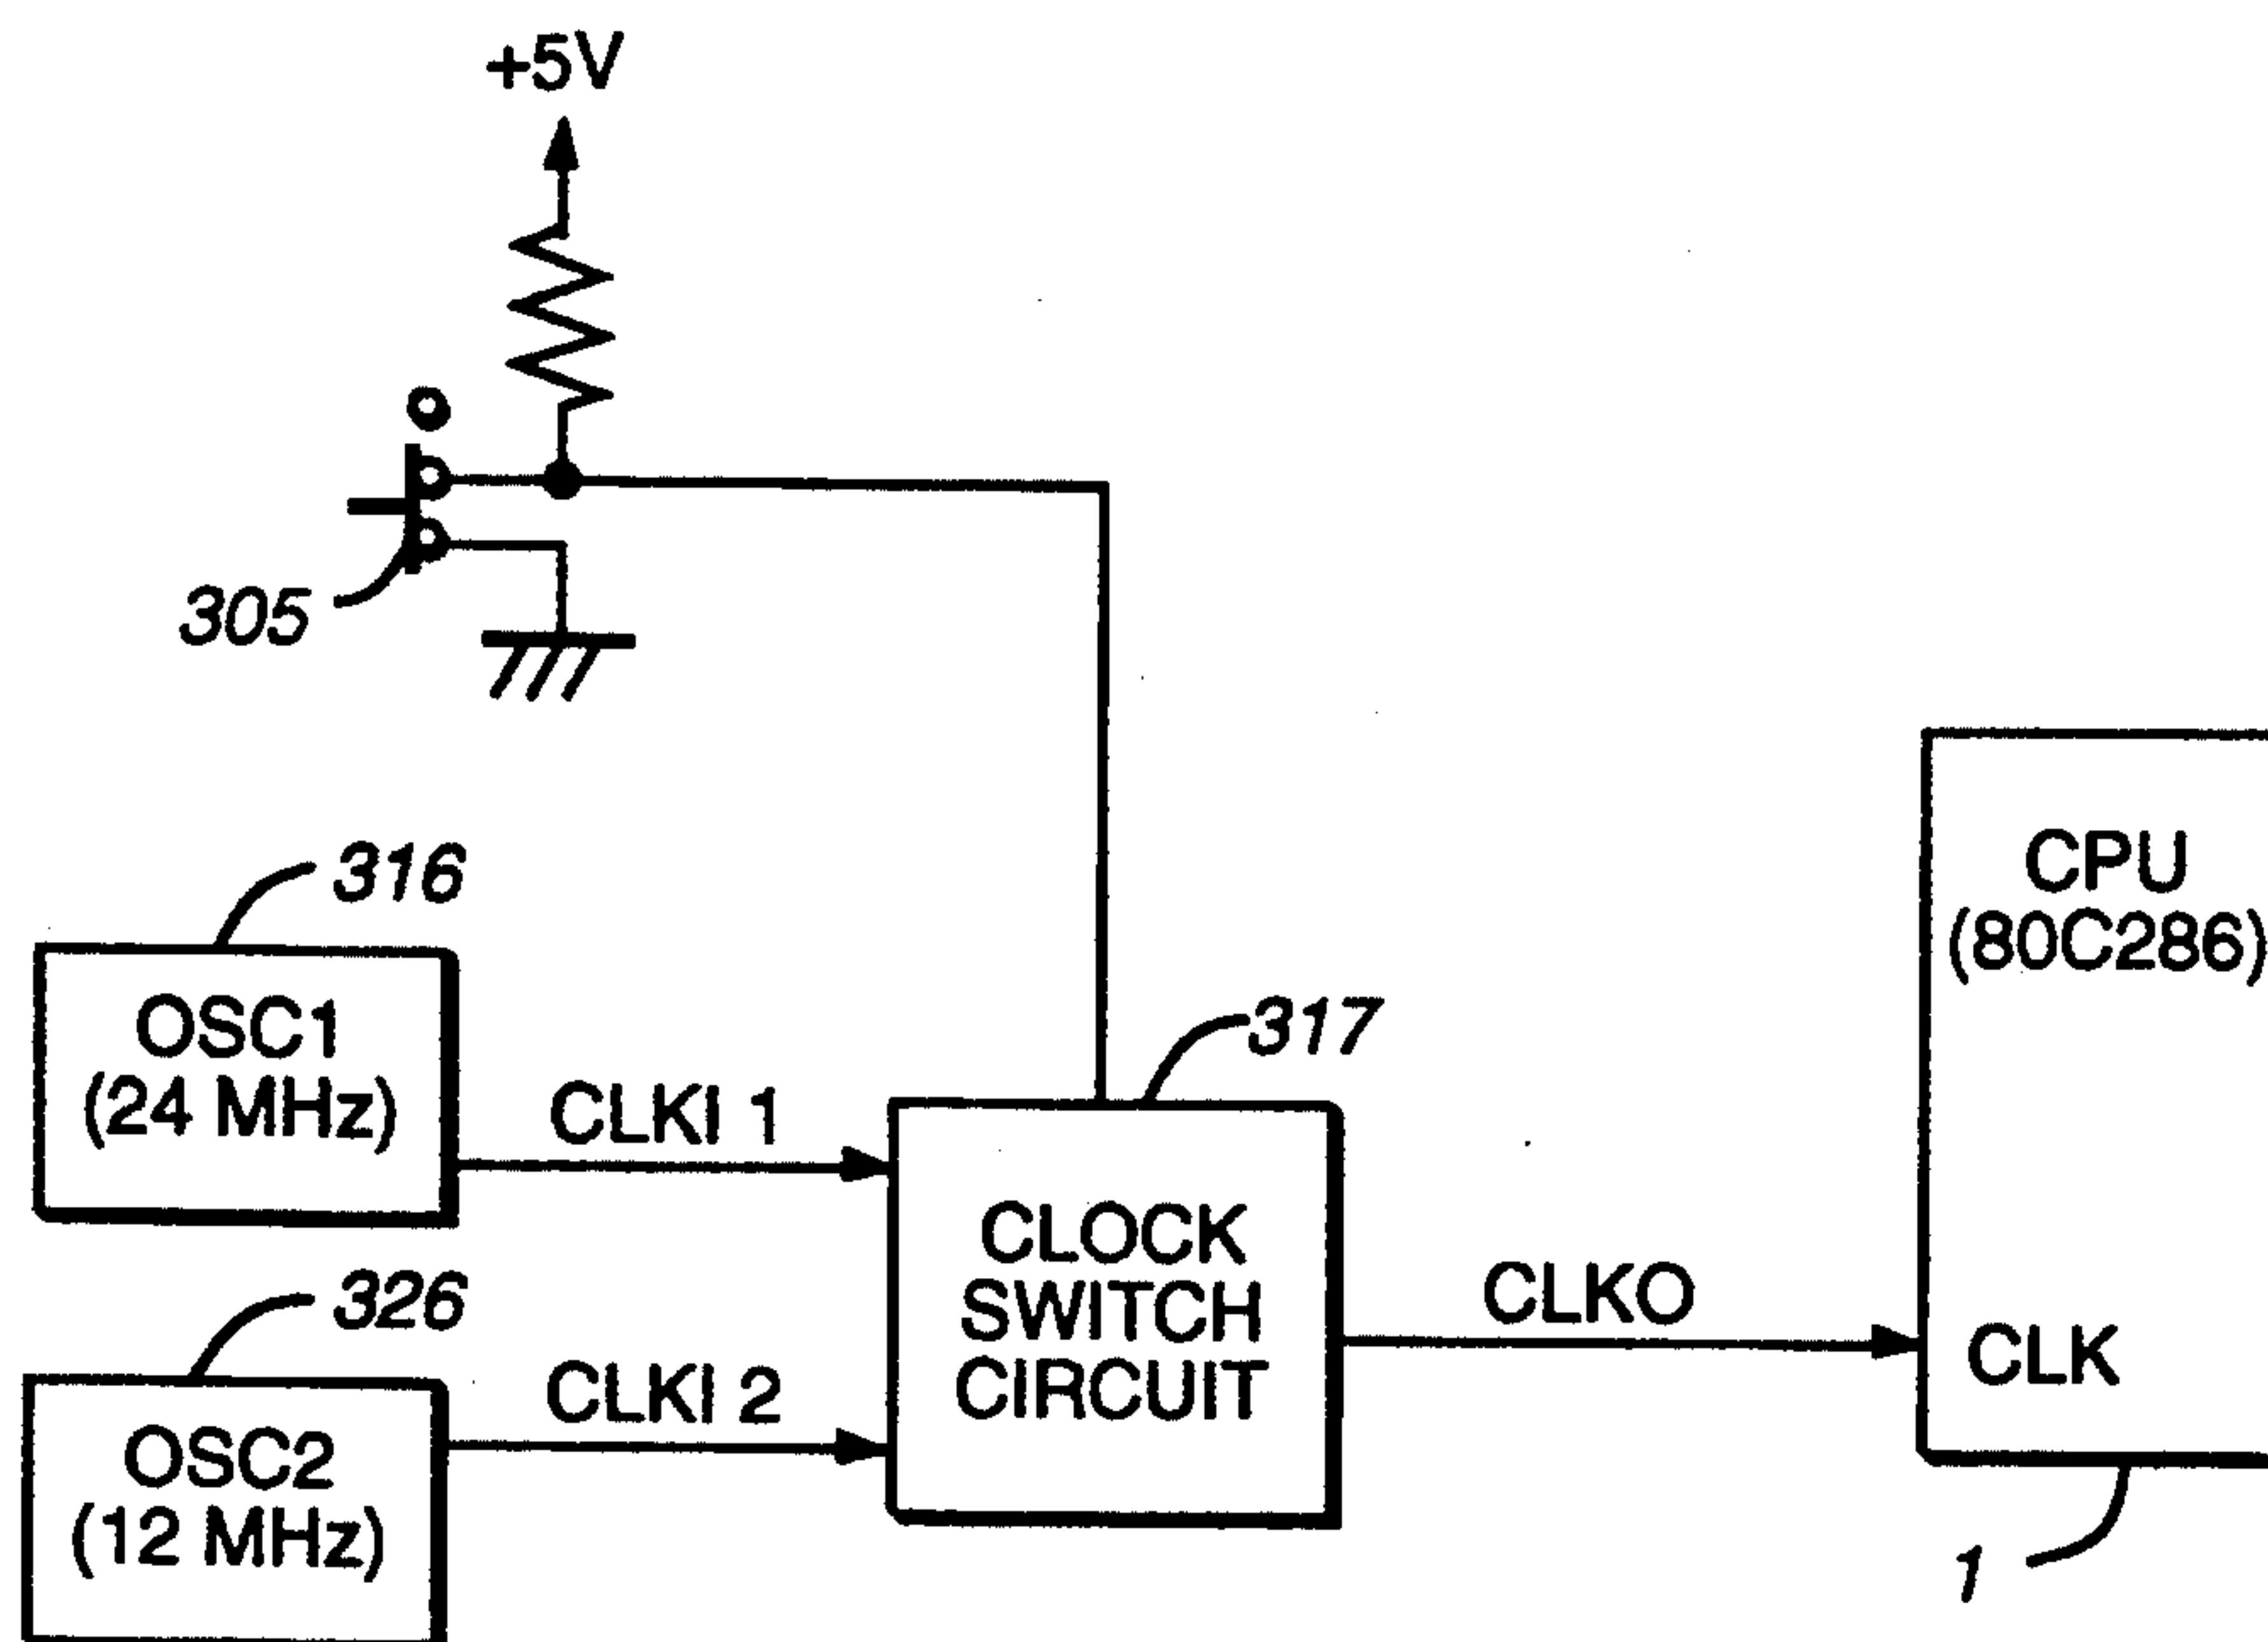 +5V
305
316
OSC1
(24 MHz)
CLKI 1
317
CPU
(80C286)
326
OSC2
(12 MHz)
CLKI 2
CLOCK
SWITCH
CIRCUIT
CLKO
CLK
1